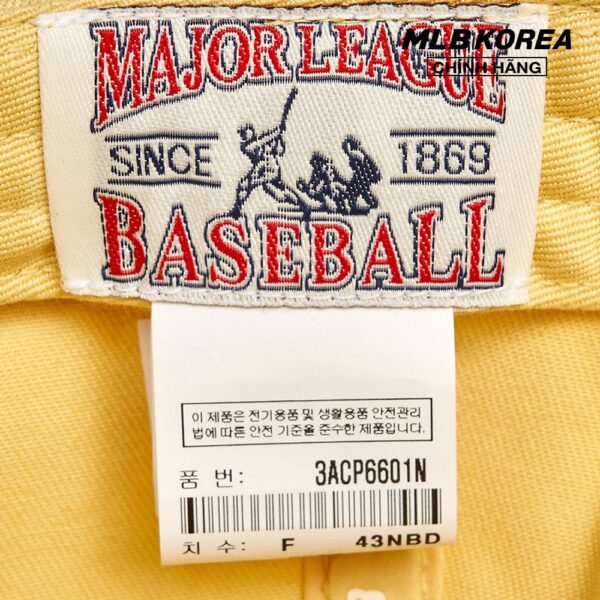 MLB KOREA
CHÍNH HÃNG
MAJOR LEAGUE
SINCE 1869
BASEBALL
이 제품은 전기용품 및 생활용품 안전관리
법에 따른 안전 기준을 준수한 제품입니다.
품 번: 3ACP6601N
치 수: F 43NBD